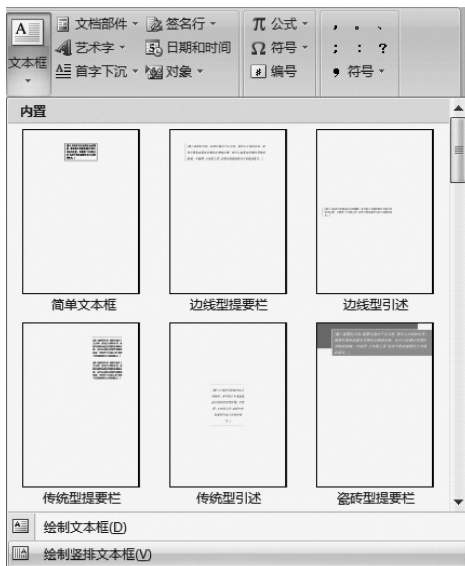 文档部件 签名行 π 公式
A 艺术字 日期和时间 Ω 符号 ; : ?
文本框 首字下沉 对象 # 编号 符号
内置
简单文本框 边线型提要栏 边线型引述
传统型提要栏 传统型引述 瓷砖型提要栏
绘制文本框(D)
绘制竖排文本框(V)